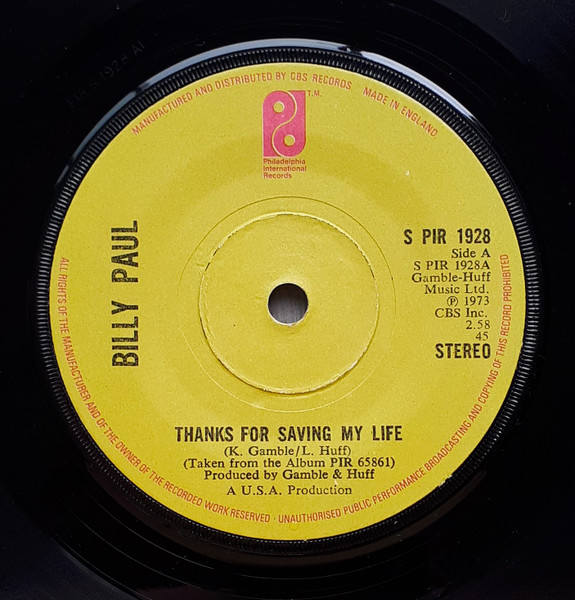 MANUFACTURED AND DISTRIBUTED BY CBS RECORDS MADE IN ENGLAND
T.M.
Philadelphia
International
Records
BILLY PAUL
S PIR 1928
Side A
S PIR 1928A
Gamble-Huff
Music Ltd.
℗ 1973
CBS Inc.
2.58
45
STEREO
THANKS FOR SAVING MY LIFE
(K. Gamble/L. Huff)
(Taken from the Album PIR 65861)
Produced by Gamble & Huff
A U.S.A. Production
ALL RIGHTS OF THE MANUFACTURER AND OF THE OWNER OF THE RECORDED WORK RESERVED · UNAUTHORISED PUBLIC PERFORMANCE BROADCASTING AND COPYING OF THIS RECORD PROHIBITED